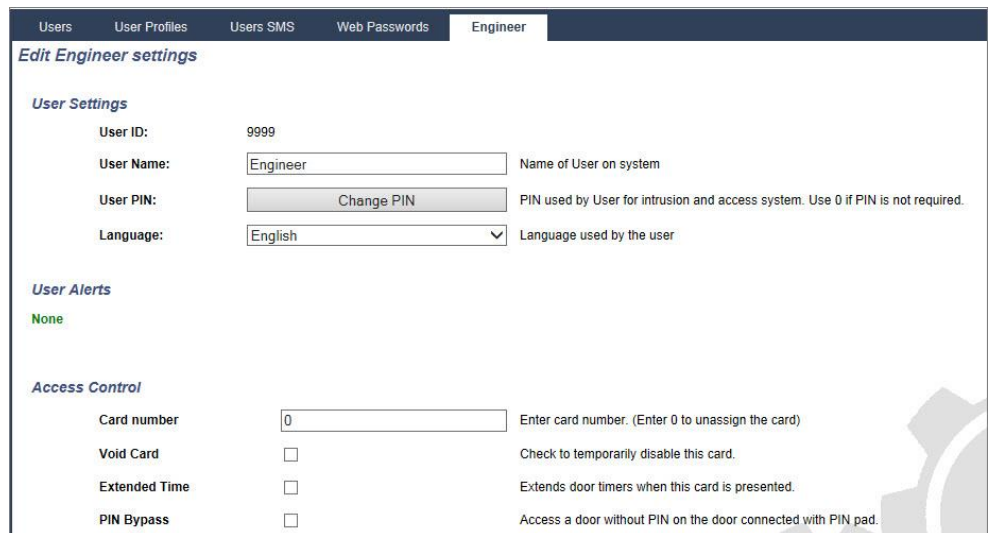 Users User Profiles Users SMS Web Passwords Engineer
Edit Engineer settings
User Settings
User ID: 9999
User Name: Engineer Name of User on system
User PIN: Change PIN PIN used by User for intrusion and access system. Use 0 if PIN is not required.
Language: English Language used by the user
User Alerts
None
Access Control
Card number 0 Enter card number. (Enter 0 to unassign the card)
Void Card Check to temporarily disable this card.
Extended Time Extends door timers when this card is presented.
PIN Bypass Access a door without PIN on the door connected with PIN pad.